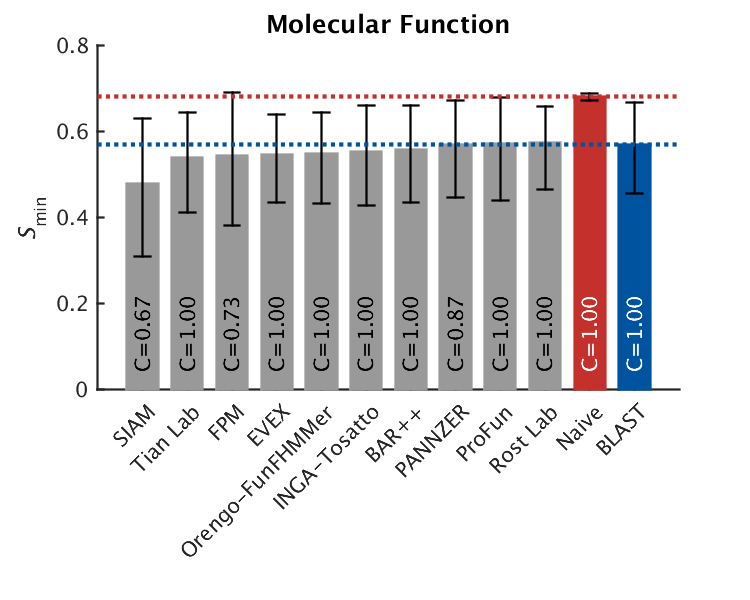 Molecular Function
0.8
0.6
0.4
0.2
0
Smin
C=0.67
C=1.00
C=0.73
C=1.00
C=1.00
C=1.00
C=1.00
C=0.87
C=1.00
C=1.00
C=1.00
C=1.00
SIAM
Tian Lab
FPM
EVEX
Orengo-FunFHMMer
INGA-Tosatto
BAR++
PANNZER
ProFun
Rost Lab
Naive
BLAST